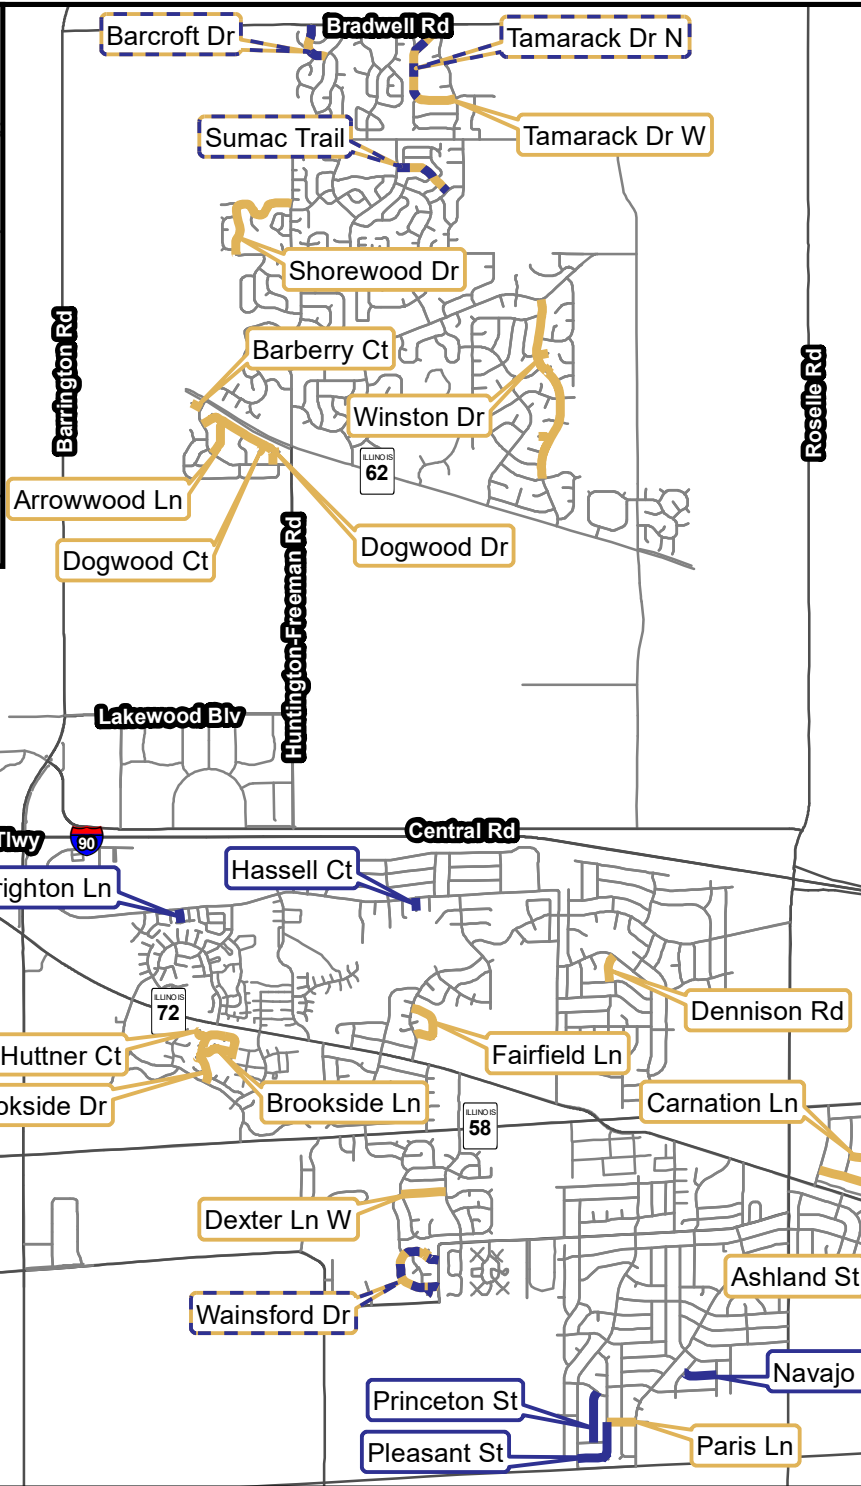 Bradwell Rd
Barcroft Dr
Tamarack Dr N
Sumac Trail
Tamarack Dr W
Shorewood Dr
Barrington Rd
Barberry Ct
Roselle Rd
Winston Dr
ILLINOIS
62
Arrowwood Ln
Dogwood Ct
Dogwood Dr
Huntington-Freeman Rd
Lakewood Blv
Central Rd
Tlwy
90
Hassell Ct
righton Ln
ILLINOIS
72
Dennison Rd
Huttner Ct
Fairfield Ln
okside Dr
Brookside Ln
Carnation Ln
ILLINOIS
58
Dexter Ln W
Ashland St
Wainsford Dr
Navajo
Princeton St
Paris Ln
Pleasant St